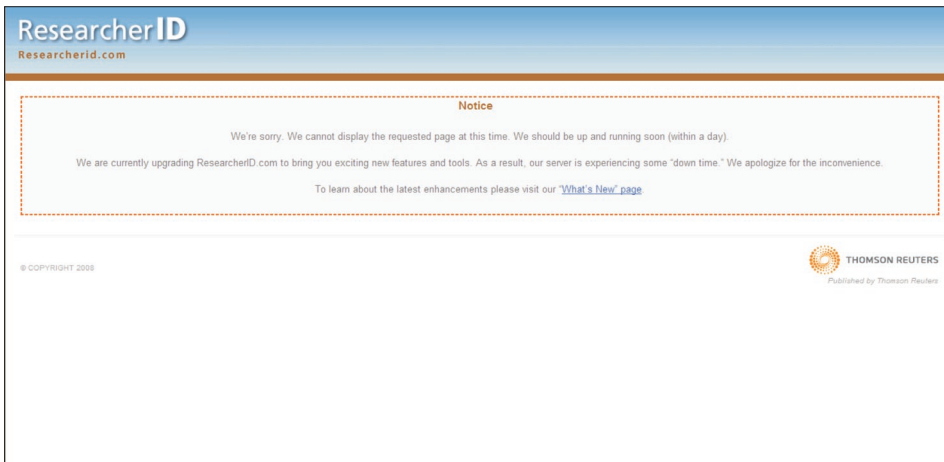 ResearcherID
Researcherid.com
Notice
We're sorry. We cannot display the requested page at this time. We should be up and running soon (within a day).
We are currently upgrading ResearcherID.com to bring you exciting new features and tools. As a result, our server is experiencing some "down time." We apologize for the inconvenience.
To learn about the latest enhancements please visit our "What's New" page.
© COPYRIGHT 2008
THOMSON REUTERS
Published by Thomson Reuters